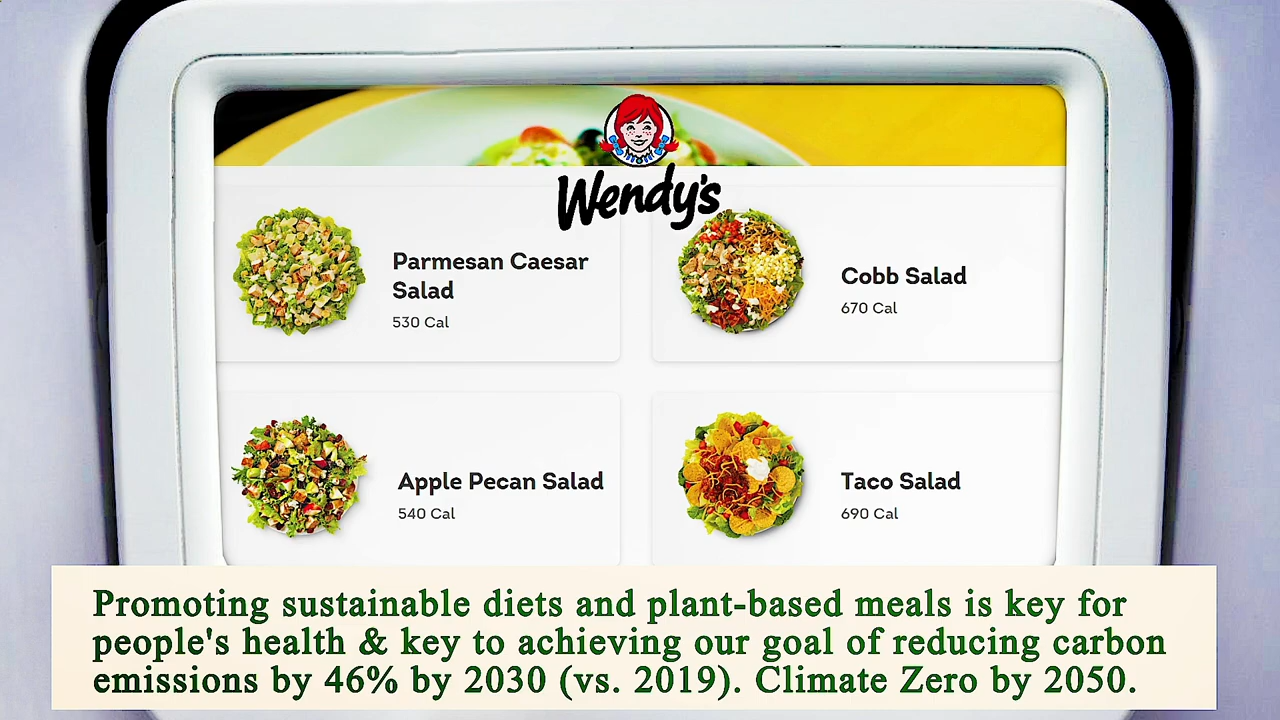 Wendy's
Parmesan Caesar
Salad
530 Cal
Cobb Salad
670 Cal
Apple Pecan Salad
540 Cal
Taco Salad
690 Cal
Promoting sustainable diets and plant-based meals is key for
people's health & key to achieving our goal of reducing carbon
emissions by 46% by 2030 (vs. 2019). Climate Zero by 2050.